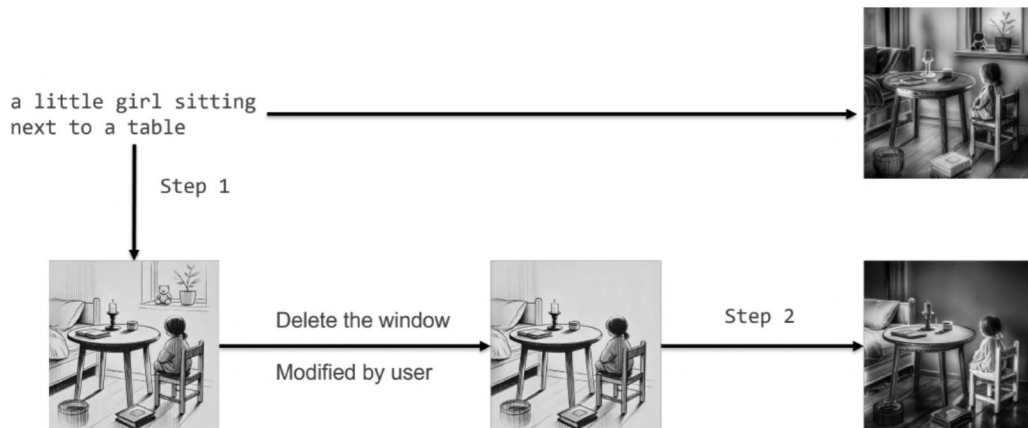 a little girl sitting
next to a table
Step 1
Delete the window
Modified by user
Step 2